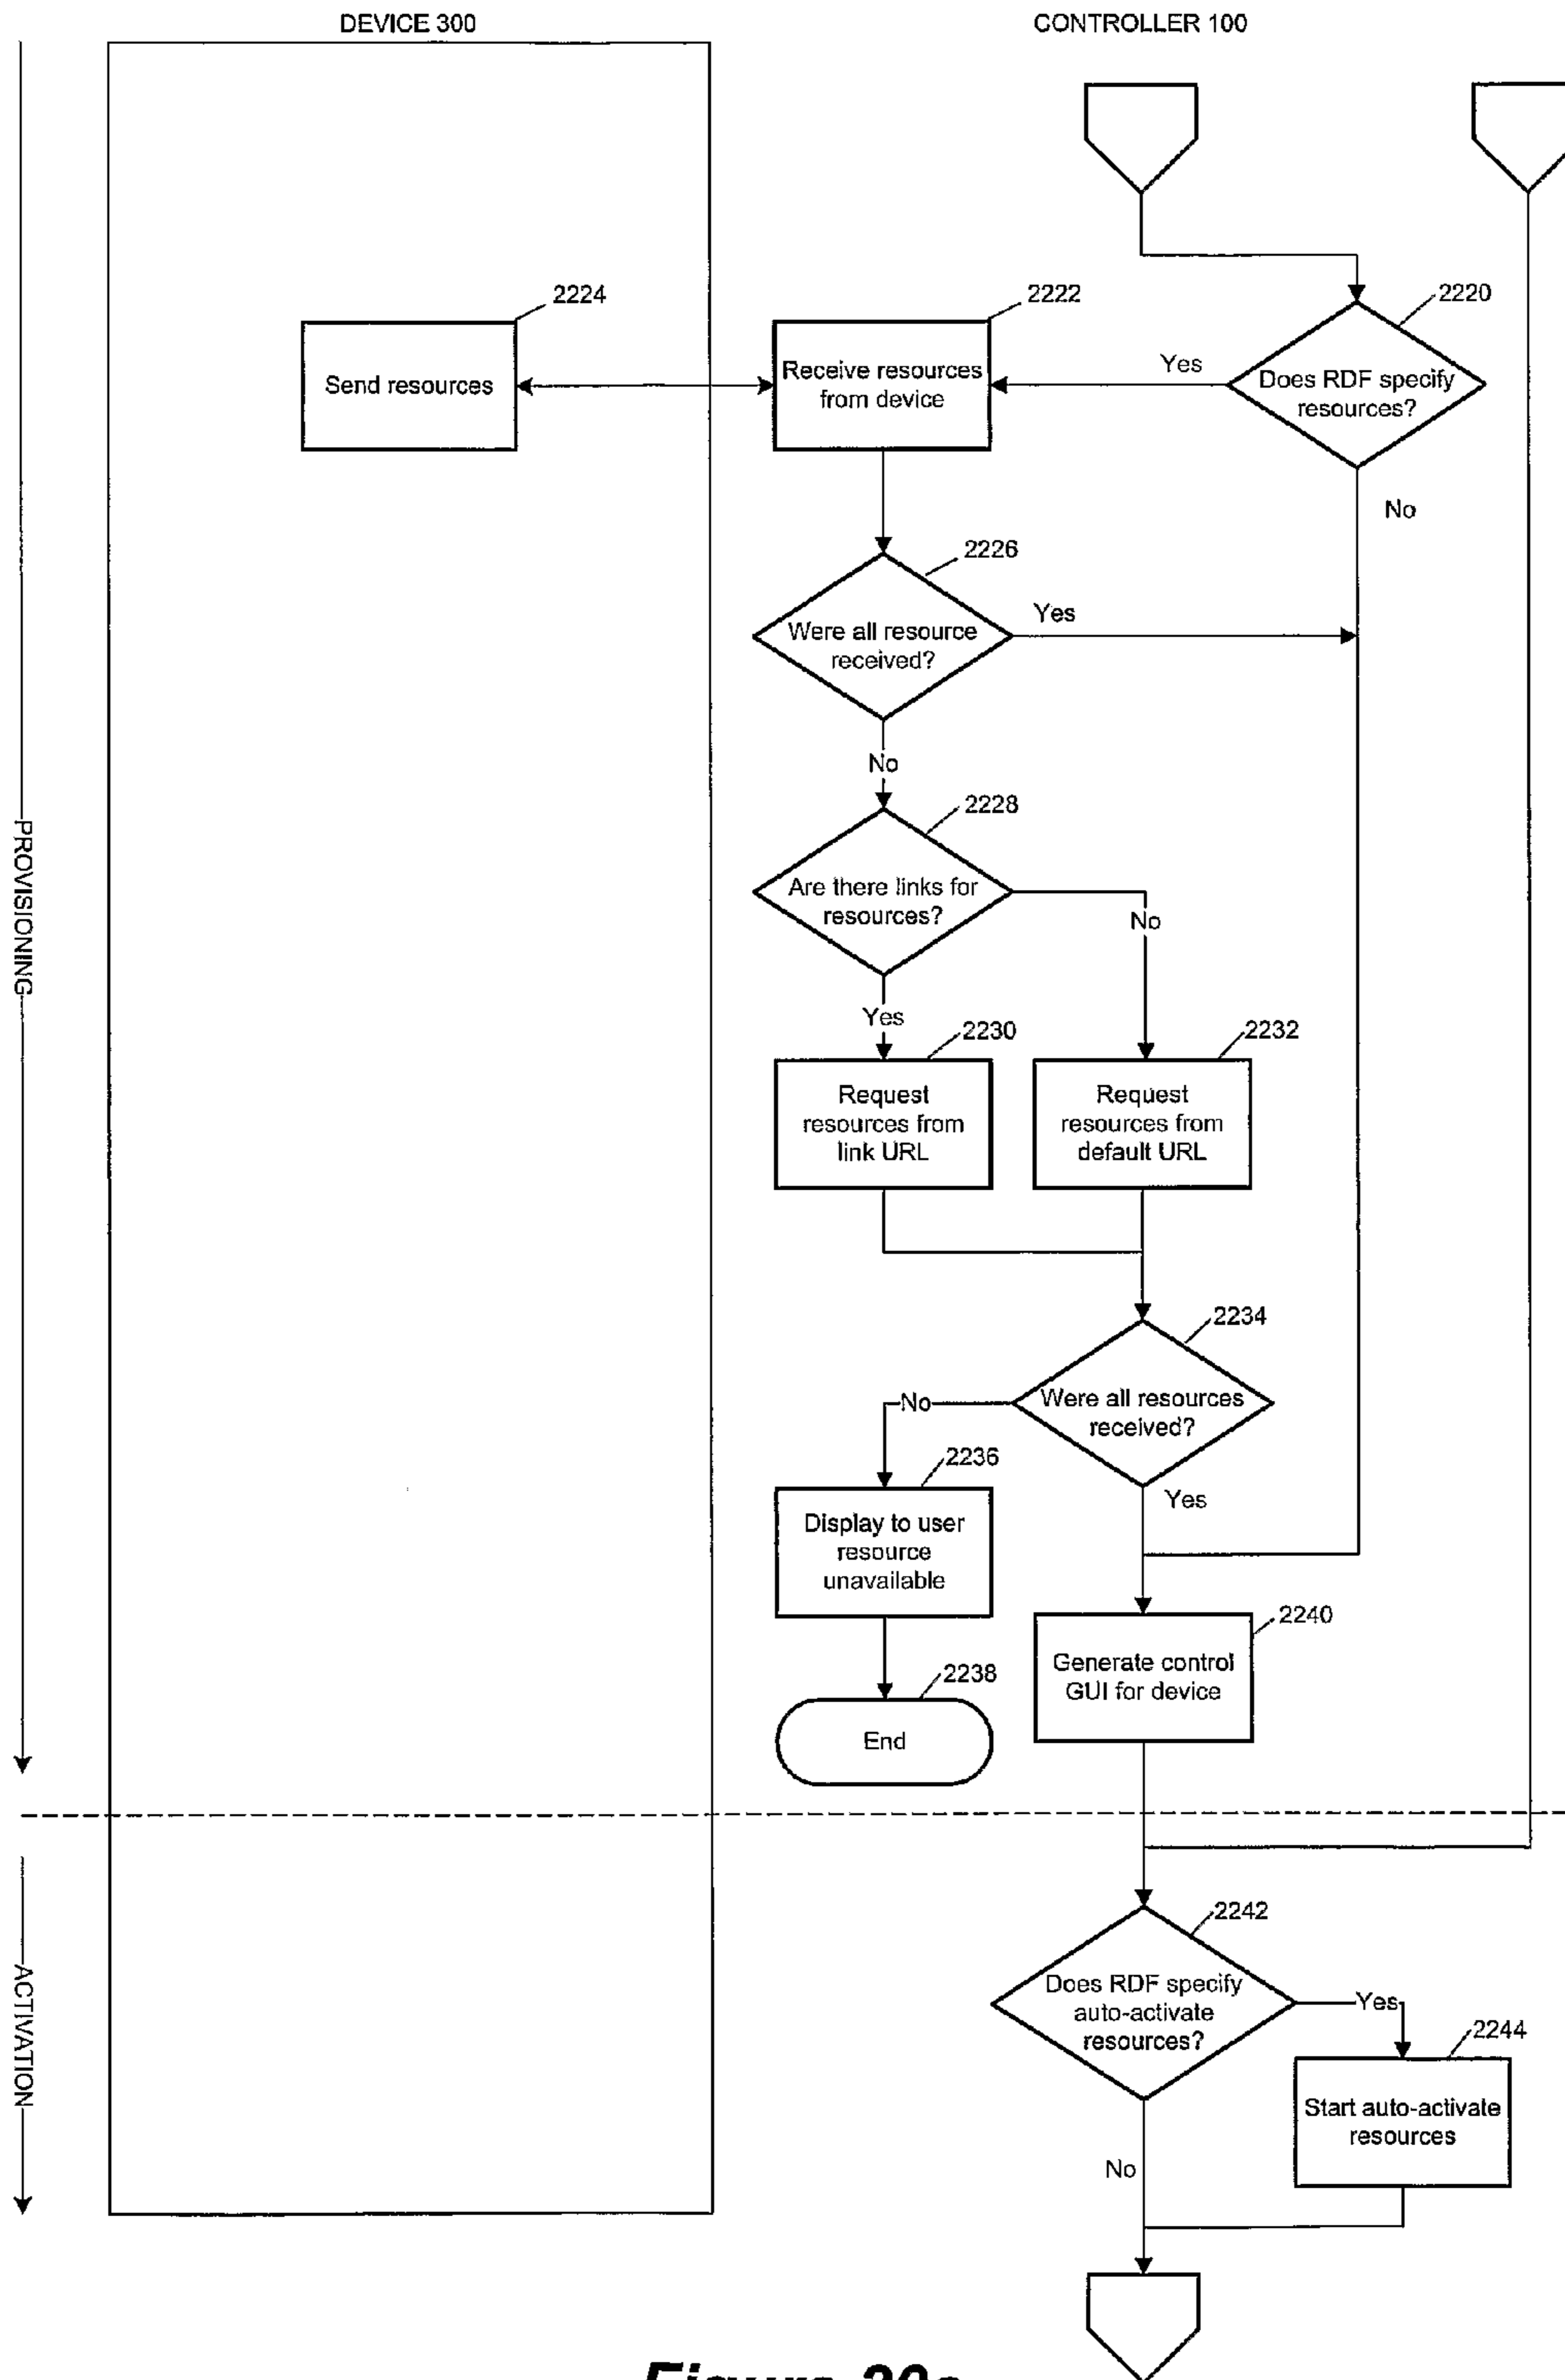 DEVICE 300
CONTROLLER 100
2224
2222
2220
Send resources
Receive resources
from device
Yes
Does RDF specify
resources?
No
2226
Yes
Were all resource
received?
No
2228
Are there links for
resources?
No
PROVISIONING
Yes
2230
2232
Request
resources from
link URL
Request
resources from
default URL
2234
No
Were all resources
received?
2236
Yes
Display to user
resource
unavailable
2240
Generate control
GUI for device
2238
End
2242
Does RDF specify
auto-activate
resources?
Yes
2244
ACTIVATION
Start auto-activate
resources
No